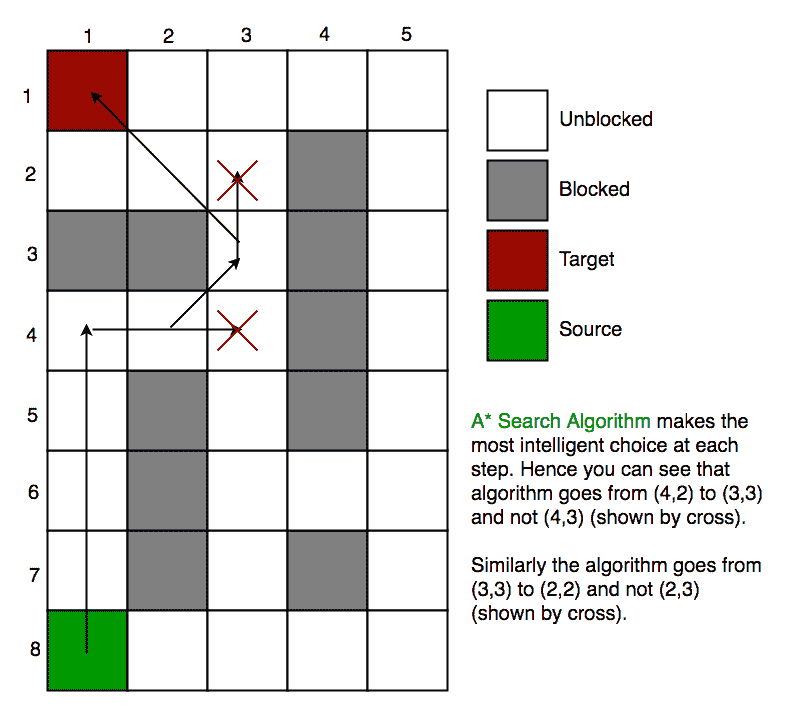 1 2 3 4 5
1
2
3
4
5
6
7
8
Unblocked
Blocked
Target
Source
A* Search Algorithm makes the
most intelligent choice at each
step. Hence you can see that
algorithm goes from (4,2) to (3,3)
and not (4,3) (shown by cross).
Similarly the algorithm goes from
(3,3) to (2,2) and not (2,3)
(shown by cross).